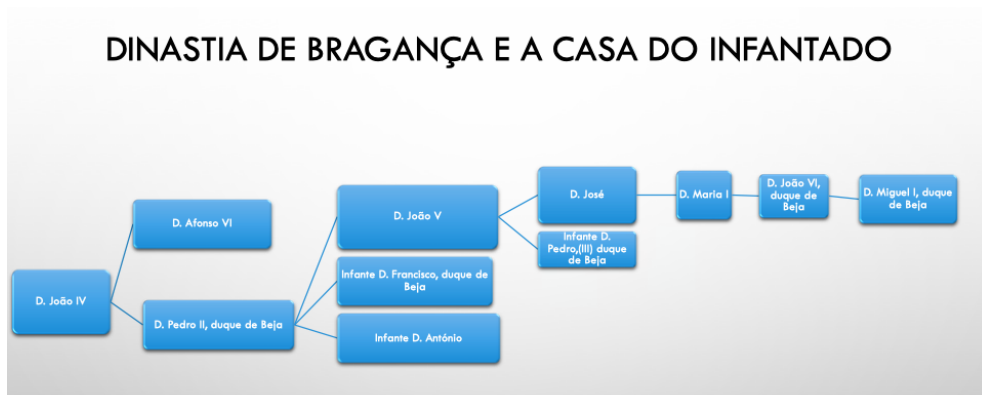 DINASTIA DE BRAGANÇA E A CASA DO INFANTADO
D. João IV
D. Afonso VI
D. Pedro II, duque de Beja
D. João V
Infante D. Francisco, duque de
Beja
Infante D. António
D. José
Infante D.
Pedro,(III) duque
de Beja
D. Maria I
D. João VI,
duque de
Beja
D. Miguel I, duque
de Beja